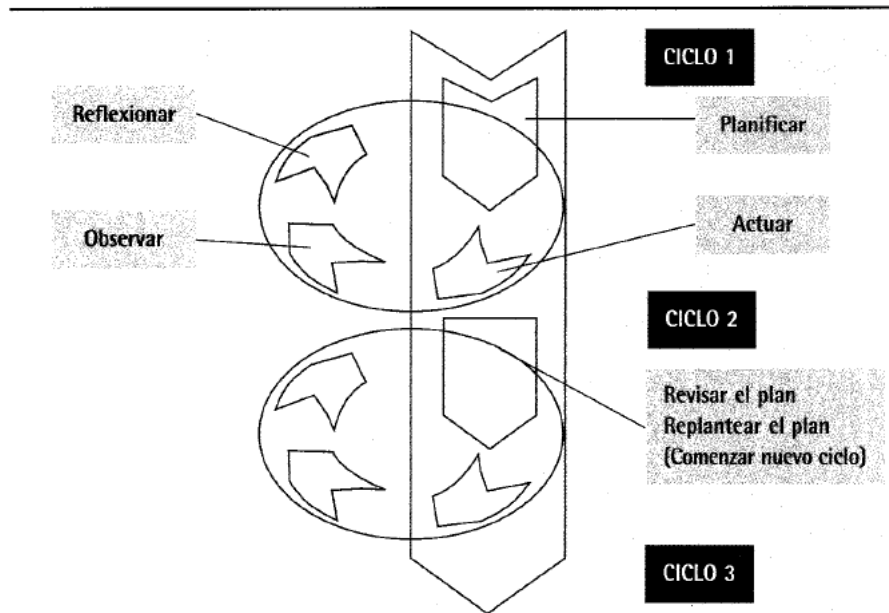 CICLO 1
Reflexionar
Planificar
Observar
Actuar
CICLO 2
Revisar el plan
Replantear el plan
(Comenzar nuevo ciclo)
CICLO 3